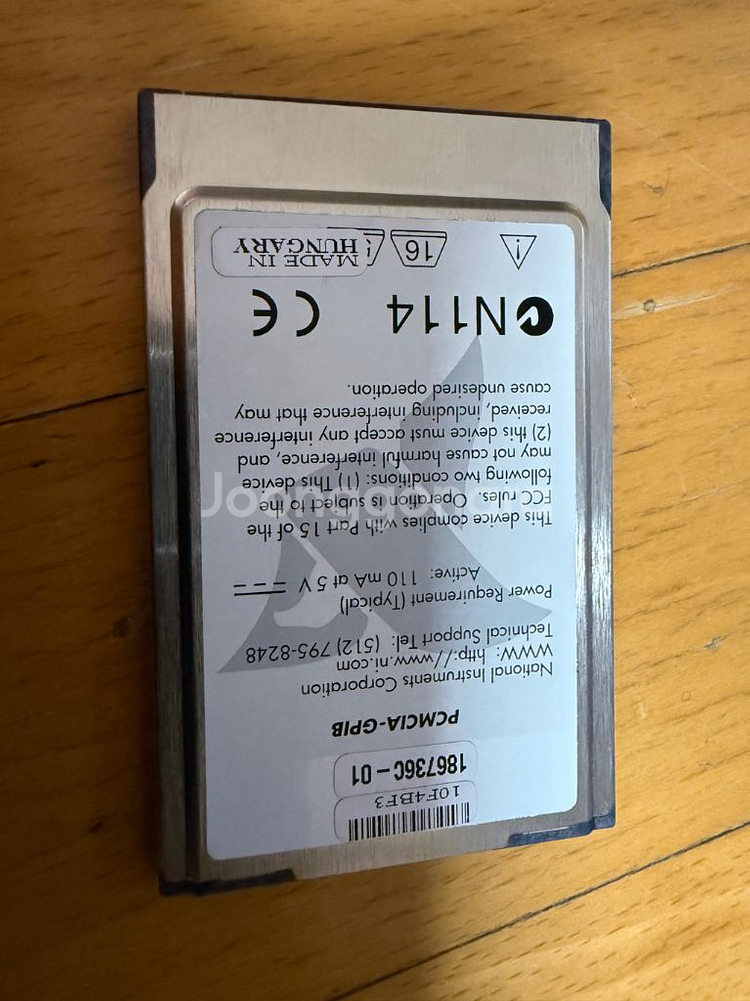 10F4BF3
186736C-01
PCMCIA-GPIB
National Instruments Corporation
WWW: http://www.ni.com
Technical Support Tel: (512) 795-8248
Power Requirement (Typical)
Active: 110 mA at 5 V
This device complies with Part 15 of the
FCC rules. Operation is subject to the
following two conditions: (1) This device
may not cause harmful interference, and,
(2) this device must accept any interference
received, including interference that may
cause undesired operation.
N114 CE
! 16 !
MADE IN
HUNGARY